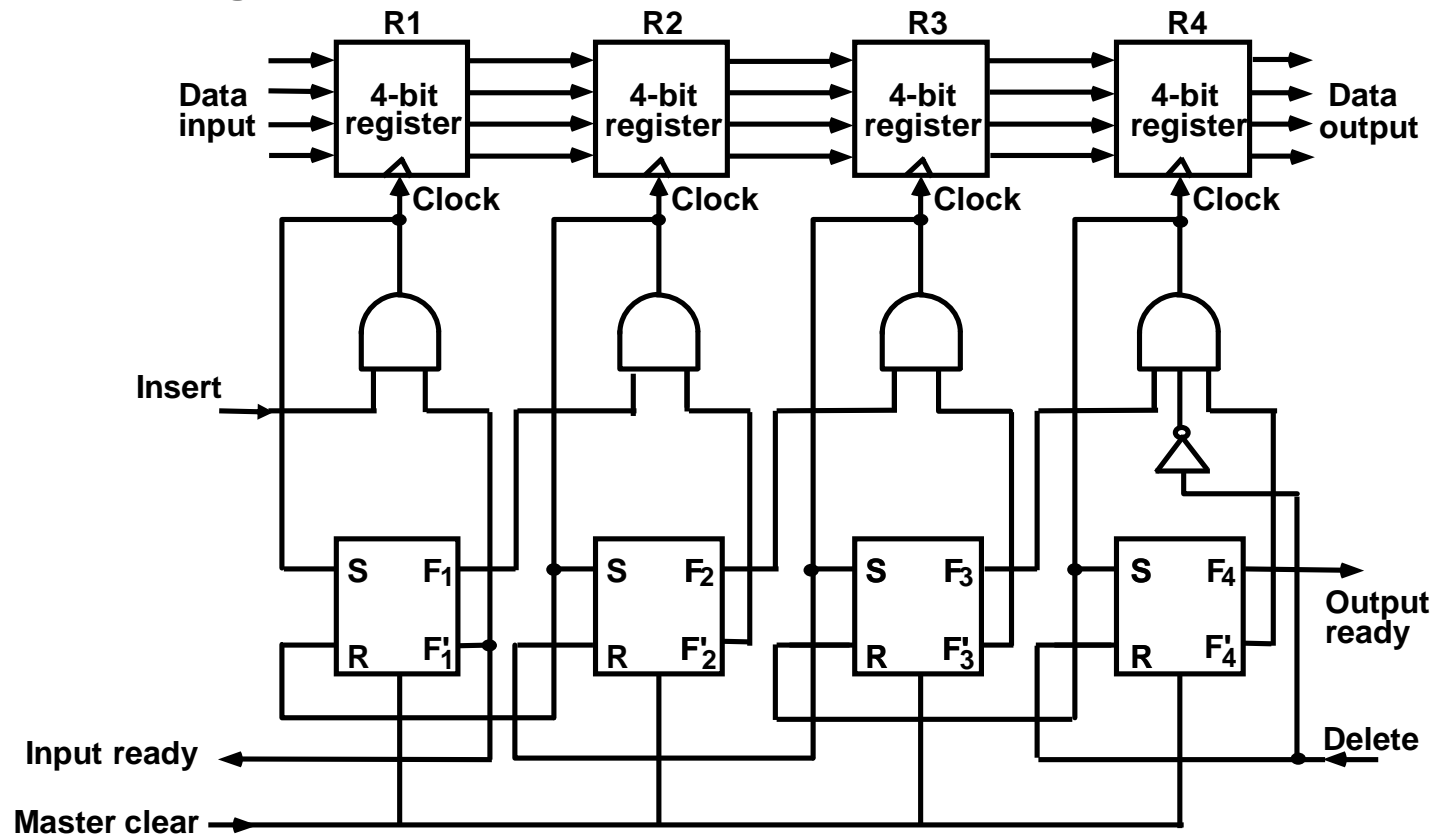 R1 R2 R3 R4
Data
input
4-bit
register
4-bit
register
4-bit
register
4-bit
register
Data
output
Clock Clock Clock Clock
Insert
S F1
R F'1
S F2
R F'2
S F3
R F'3
S F4
R F'4
Output
ready
Input ready
Delete
Master clear